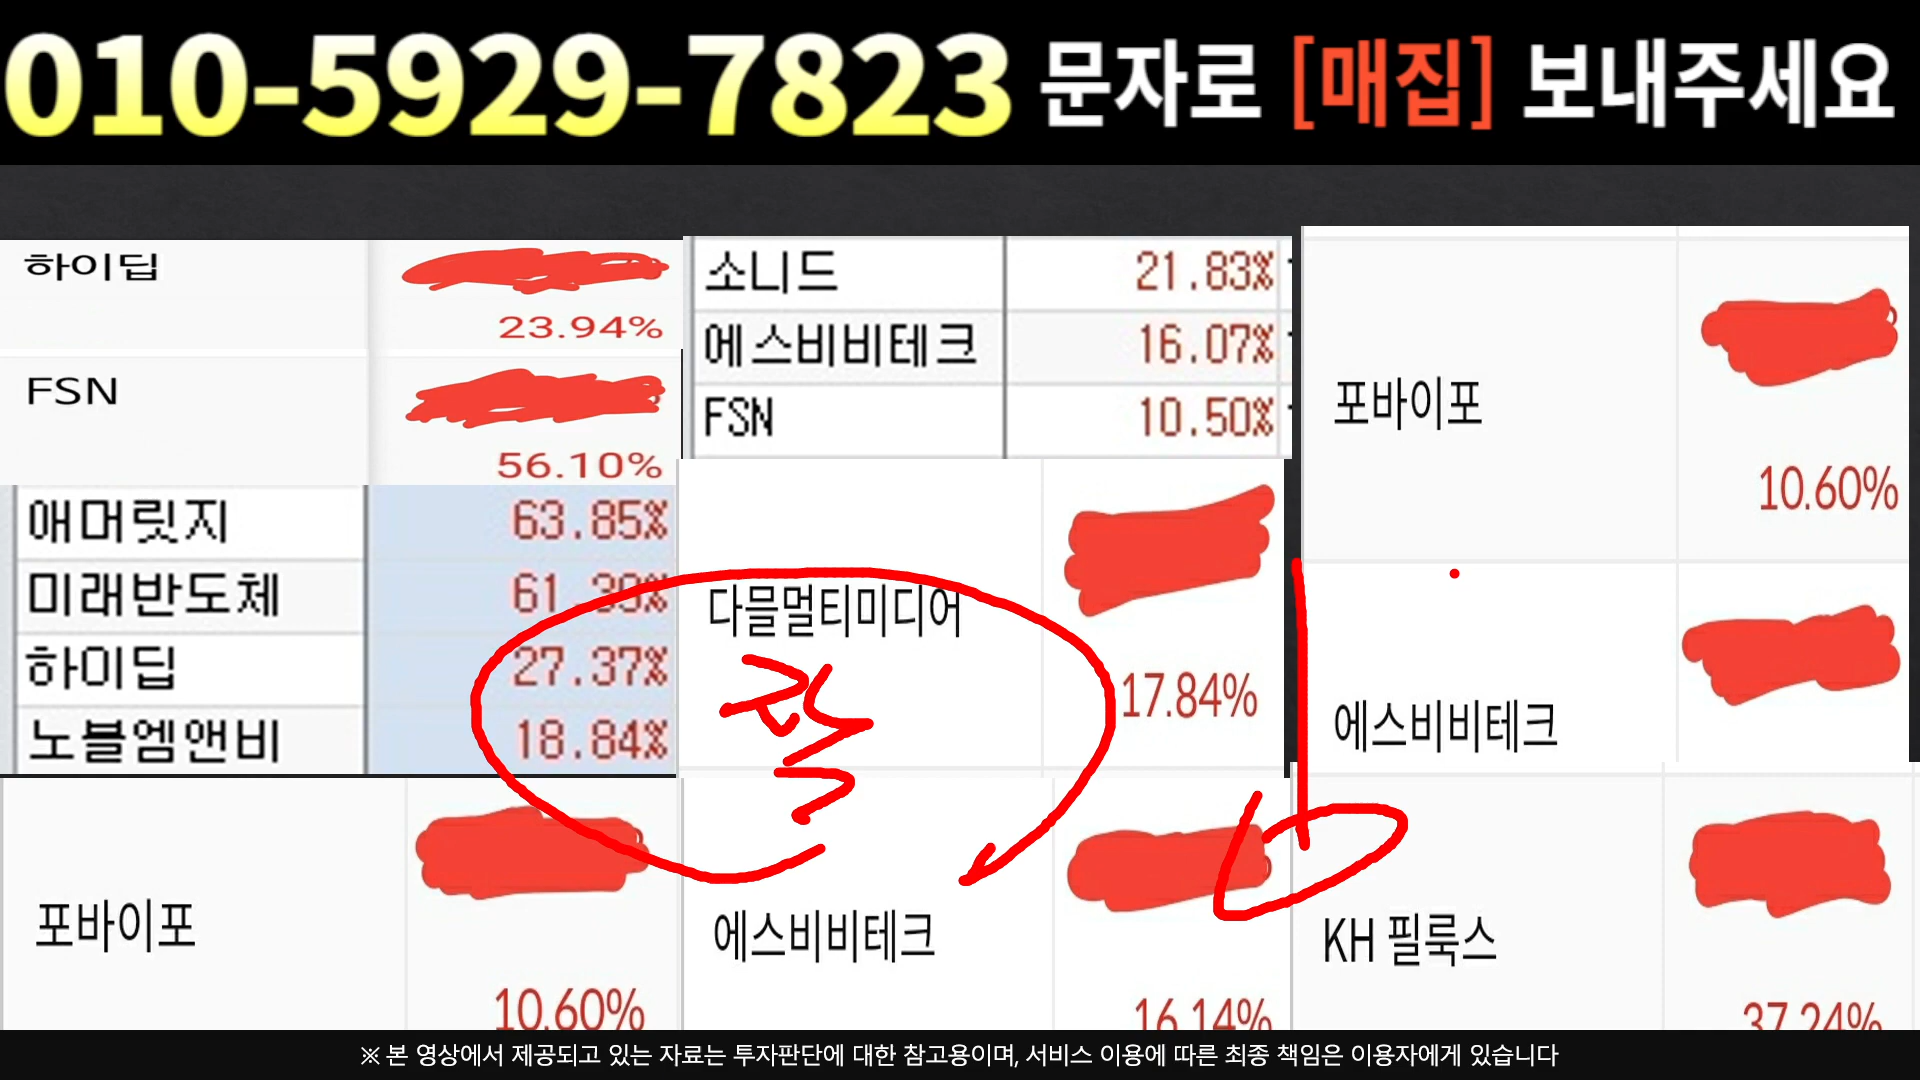 010-5929-7823 문자로 [매집] 보내주세요
하이딥
23.94%
FSN
56.10%
애머릿지 63.85%
미래반도체 61.39%
하이딥 27.37%
노블엠앤비 18.84%
소니드 21.83%
에스비비테크 16.07%
FSN 10.50%
다믈멀티미디어
17.84%
포바이포
10.60%
에스비비테크
포바이포
10.60%
에스비비테크
16.14%
KH 필룩스
37.24%
※ 본 영상에서 제공되고 있는 자료는 투자판단에 대한 참고용이며, 서비스 이용에 따른 최종 책임은 이용자에게 있습니다